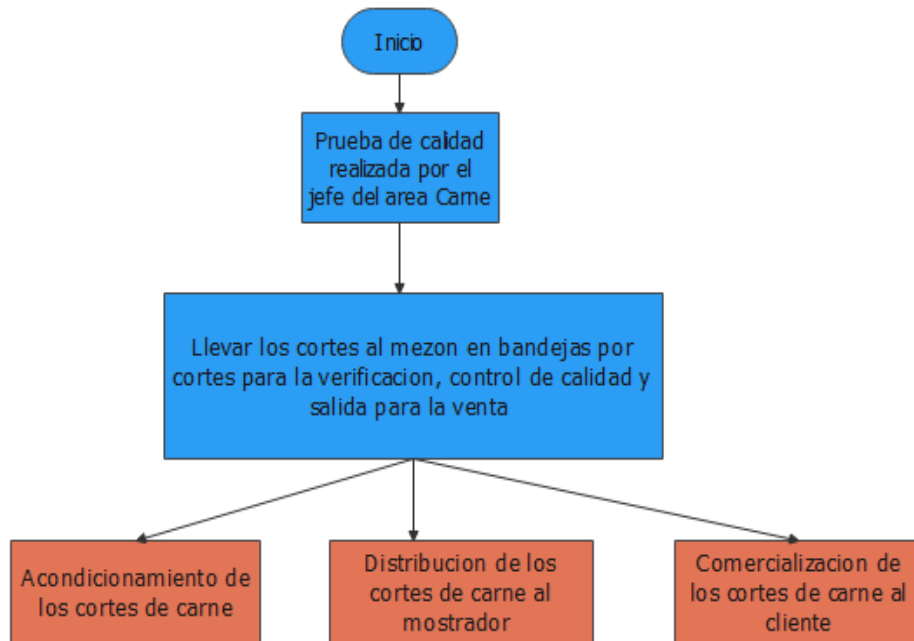 Inicio
Prueba de calidad
realizada por el
jefe del area Carne
Llevar los cortes al mezon en bandejas por
cortes para la verificacion, control de calidad y
salida para la venta
Acondicionamiento de
los cortes de carne
Distribucion de los
cortes de carne al
mostrador
Comercializacion de
los cortes de carne al
cliente